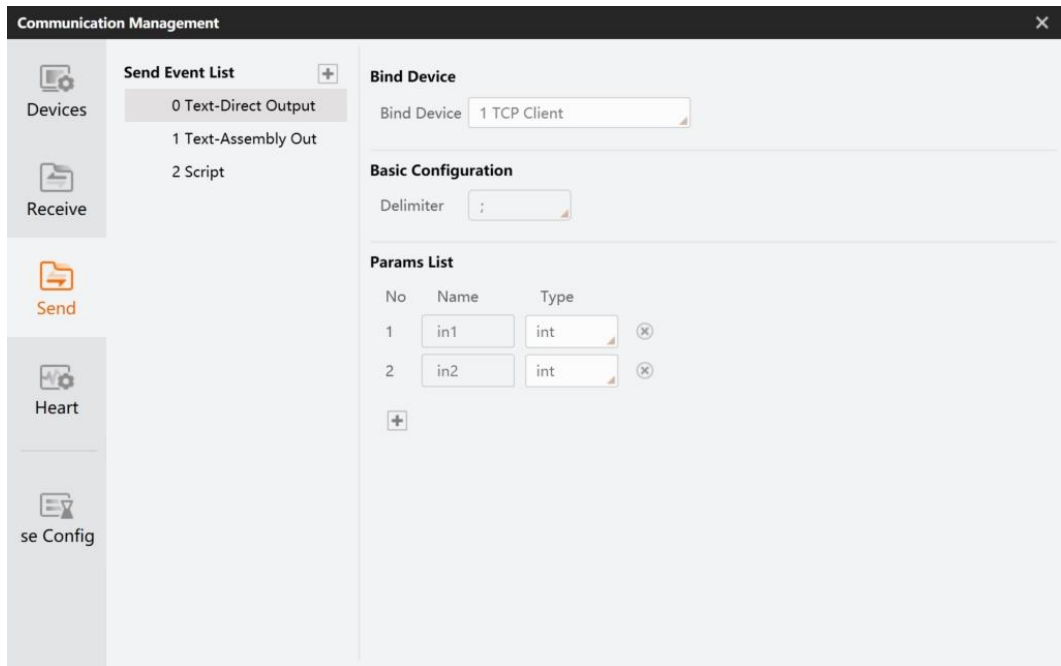 Communication Management
Devices
Receive
Send
Heart
se Config
Send Event List
0 Text-Direct Output
1 Text-Assembly Out
2 Script
Bind Device
Bind Device 1 TCP Client
Basic Configuration
Delimiter ;
Params List
No Name Type
1 in1 int
2 in2 int